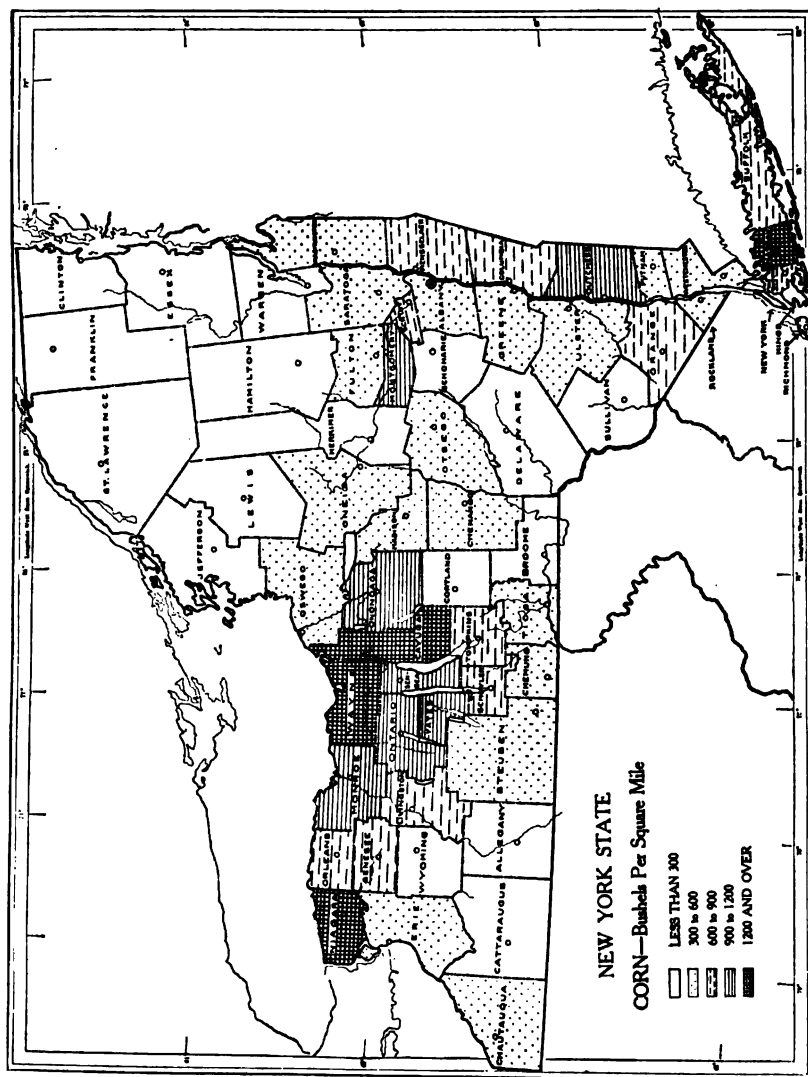 NEW YORK STATE
CORN—Bushels Per Square Mile
LESS THAN 300
300 to 600
600 to 900
900 to 1200
1200 AND OVER
CLINTON
FRANKLIN
ST. LAWRENCE
ESSEX
WARREN
HAMILTON
LEWIS
JEFFERSON
HERKIMER
ONEIDA
OSWEGO
FULTON
SARATOGA
MONTGOMERY
SCHOHARIE
ALBANY
OTSEGO
MADISON
CHENANGO
CORTLAND
ONONDAGA
CAYUGA
WAYNE
MONROE
ORLEANS
NIAGARA
GENESEE
ERIE
WYOMING
LIVINGSTON
ONTARIO
YATES
STEUBEN
ALLEGANY
CATTARAUGUS
CHAUTAUQUA
CHEMUNG
TIOGA
BROOME
DELAWARE
GREENE
ULSTER
SULLIVAN
ORANGE
DUTCHESS
PUTNAM
ROCKLAND
NEW YORK
KINGS
RICHMOND
SUFFOLK